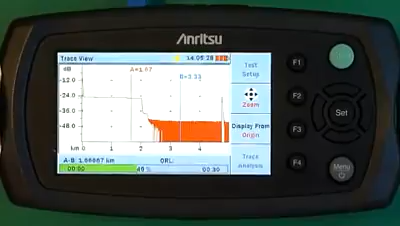 Anritsu
Trace View
14:05:28
dB
A=1.67
B=3.33
-12.0
-24.0
-36.0
-48.0
km 0 1 2 3 4
A-B: 1.66667 km ORL:
00:00 49 % 00:30
Test
Setup
Zoom
Display From
Origin
Trace
Analysis
F1
F2
F3
F4
Set
Menu